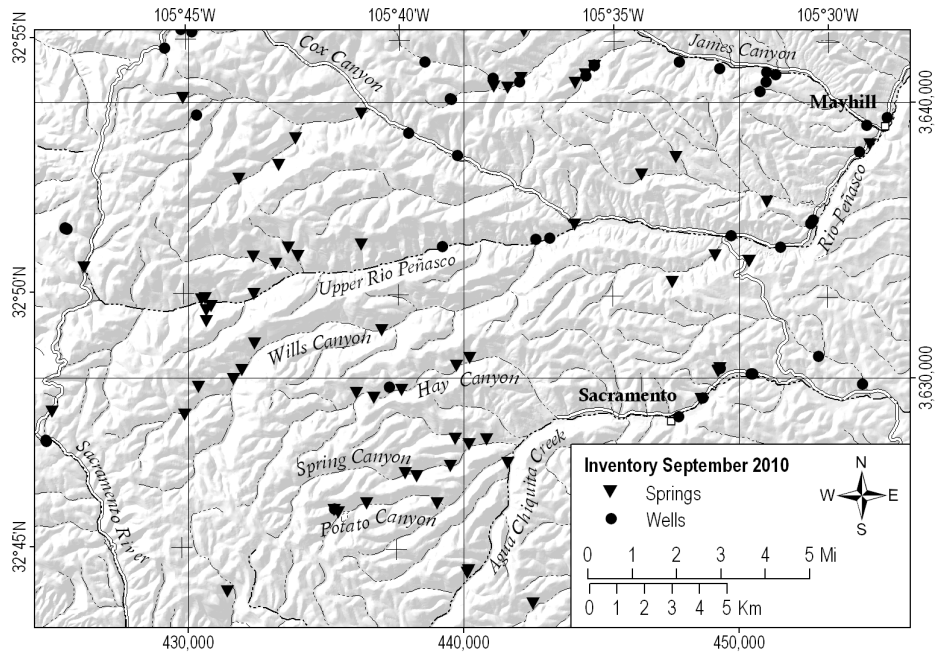 105°45'W
105°40'W
105°35'W
105°30'W
32°55'N
James Canyon
Cox Canyon
Mayhill
3,640,000
Rio Peñasco
Upper Rio Peñasco
32°50'N
Wills Canyon
Hay Canyon
3,630,000
Sacramento
Spring Canyon
Sacramento River
Agua Chiquita Creek
Potato Canyon
32°45'N
Inventory September 2010
Springs
Wells
N
W E
S
0 1 2 3 4 5 Mi
0 1 2 3 4 5 Km
430,000
440,000
450,000